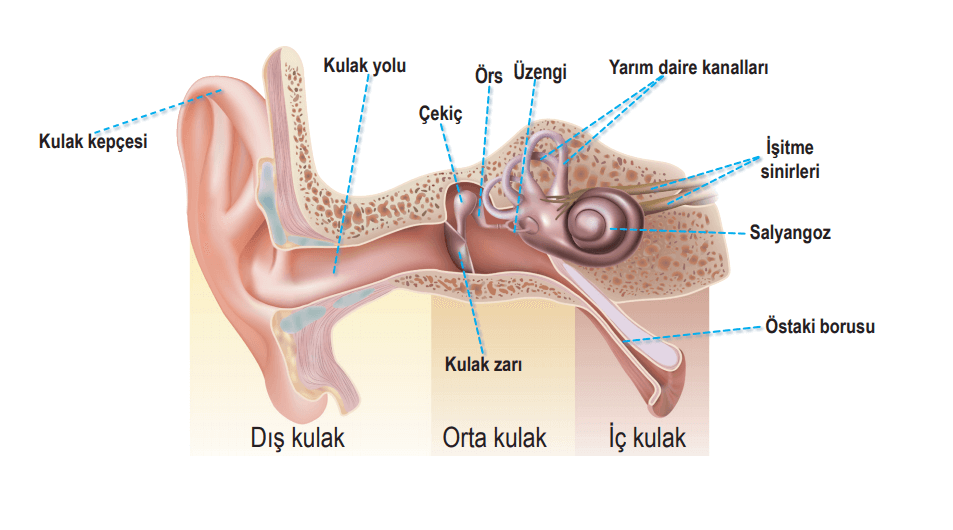 Kulak yolu
Örs
Üzengi
Yarım daire kanalları
Çekiç
Kulak kepçesi
İşitme
sinirleri
Salyangoz
Östaki borusu
Kulak zarı
Dış kulak
Orta kulak
İç kulak